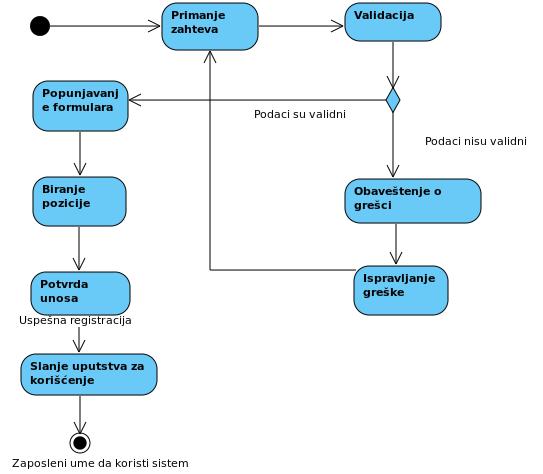 Primanje
zahteva
Validacija
Popunjavanj
e formulara
Podaci su validni
Podaci nisu validni
Biranje
pozicije
Obaveštenje o
grešci
Potvrda
unosa
Ispravljanje
greške
Uspešna registracija
Slanje uputstva za
korišćenje
Zaposleni ume da koristi sistem